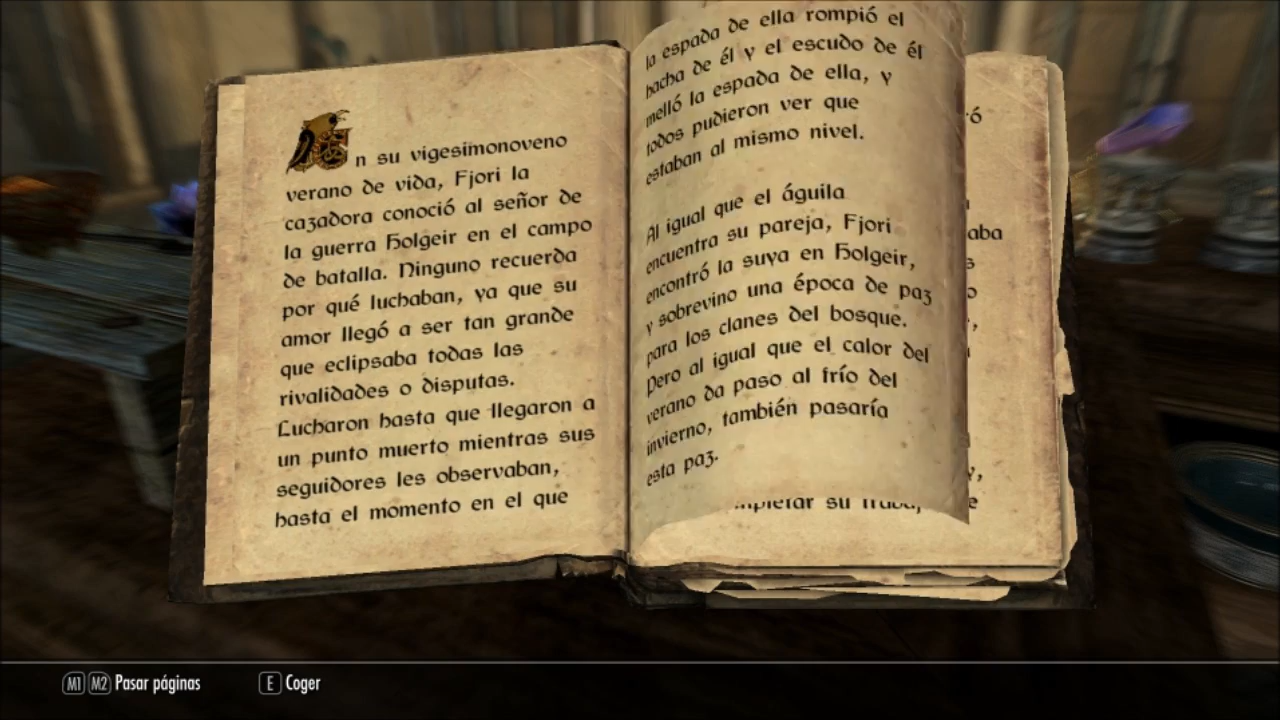 En su vigesimonoveno
verano de vida, Fjori la
cazadora conoció al señor de
la guerra Holgeir en el campo
de batalla. Ninguno recuerda
por qué luchaban, ya que su
amor llegó a ser tan grande
que eclipsaba todas las
rivalidades o disputas.
Lucharon hasta que llegaron a
un punto muerto mientras sus
seguidores les observaban,
hasta el momento en el que
la espada de ella rompió el
hacha de él y el escudo de él
melló la espada de ella, y
todos pudieron ver que
estaban al mismo nivel.
Al igual que el águila
encuentra su pareja, Fjori
encontró la suya en Holgeir,
y sobrevino una época de paz
para los clanes del bosque.
Pero al igual que el calor del
verano da paso al frío del
invierno, también pasaría
esta paz.
su
M1 M2 Pasar páginas
E Coger